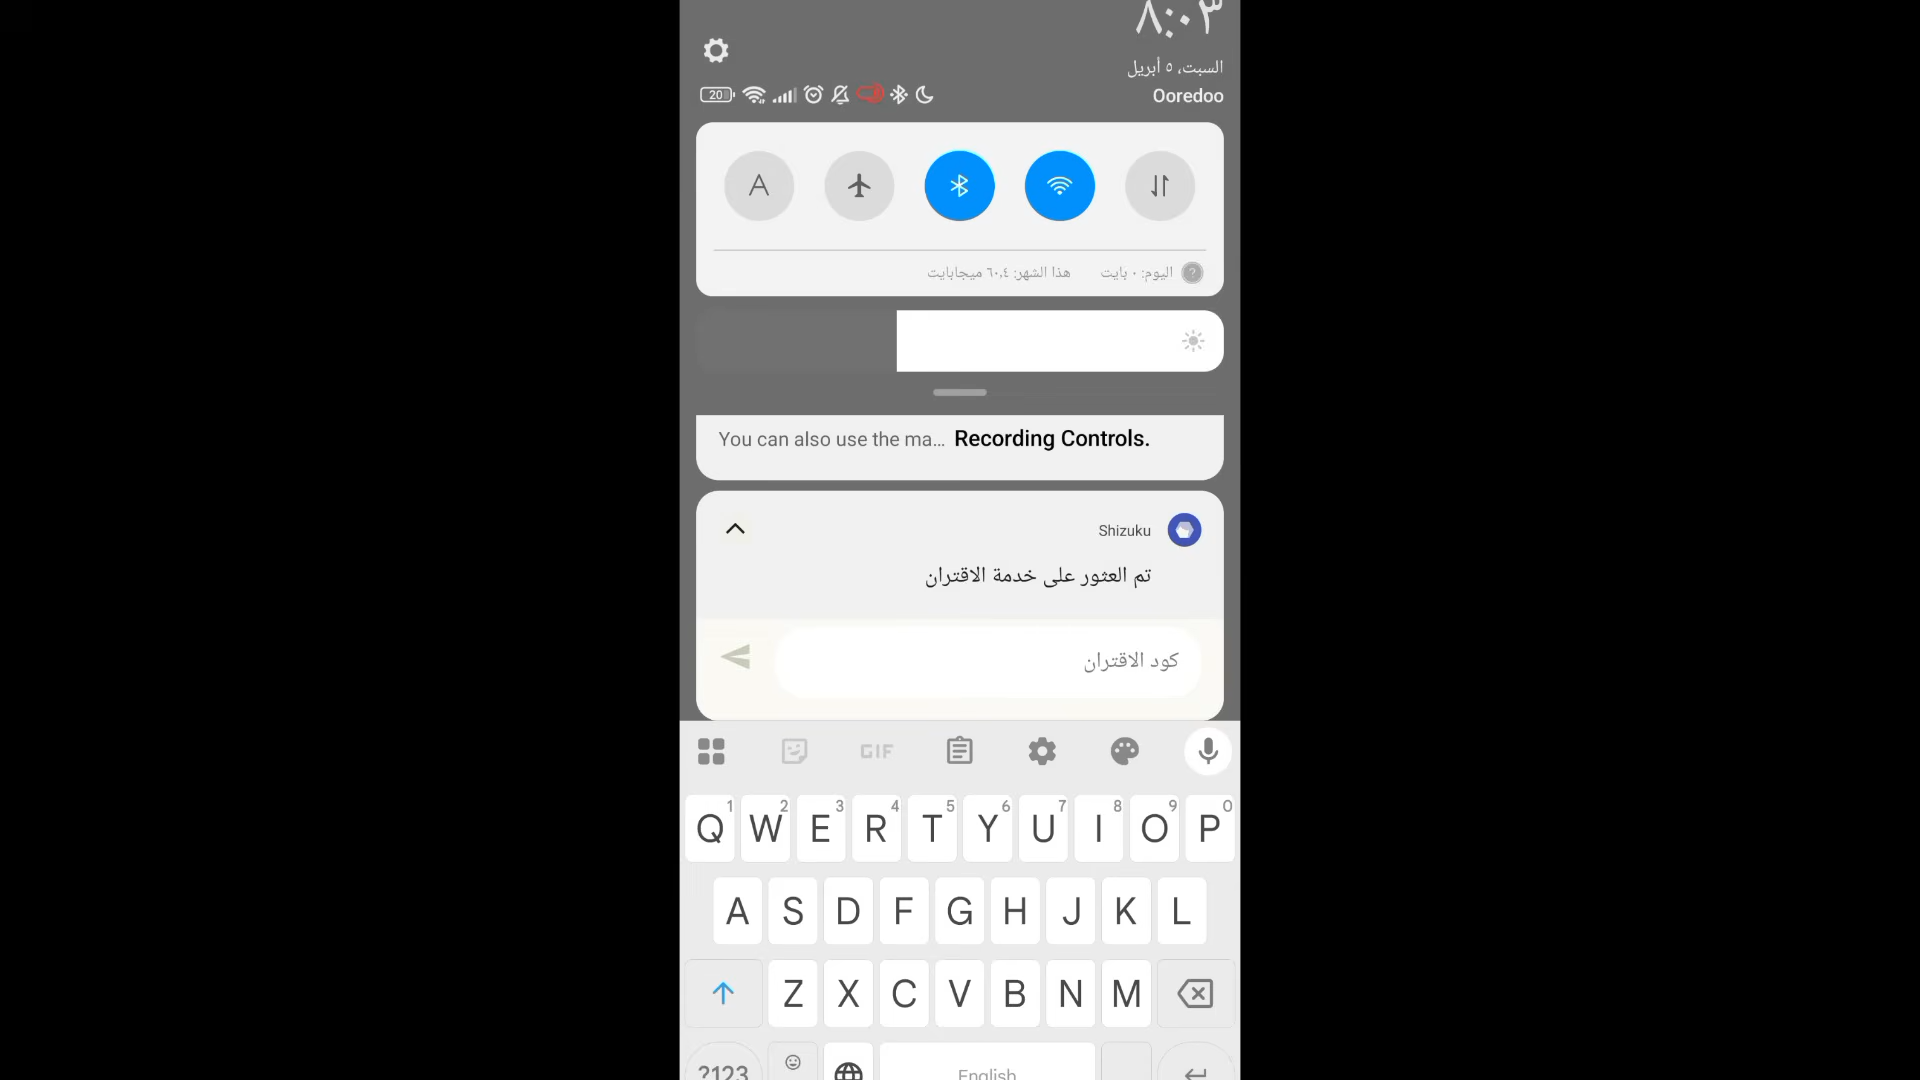 ٨:٠٣
السبت، ٥ أبريل
Ooredoo
20
A
اليوم: ٠ بايت هذا الشهر: ٦٠,٤ ميجابايت
?
You can also use the ma... Recording Controls.
Shizuku
تم العثور على خدمة الاقتران
كود الاقتران
GIF
1 2 3 4 5 6 7 8 9 0
Q W E R T Y U I O P
A S D F G H J K L
Z X C V B N M
?123 English